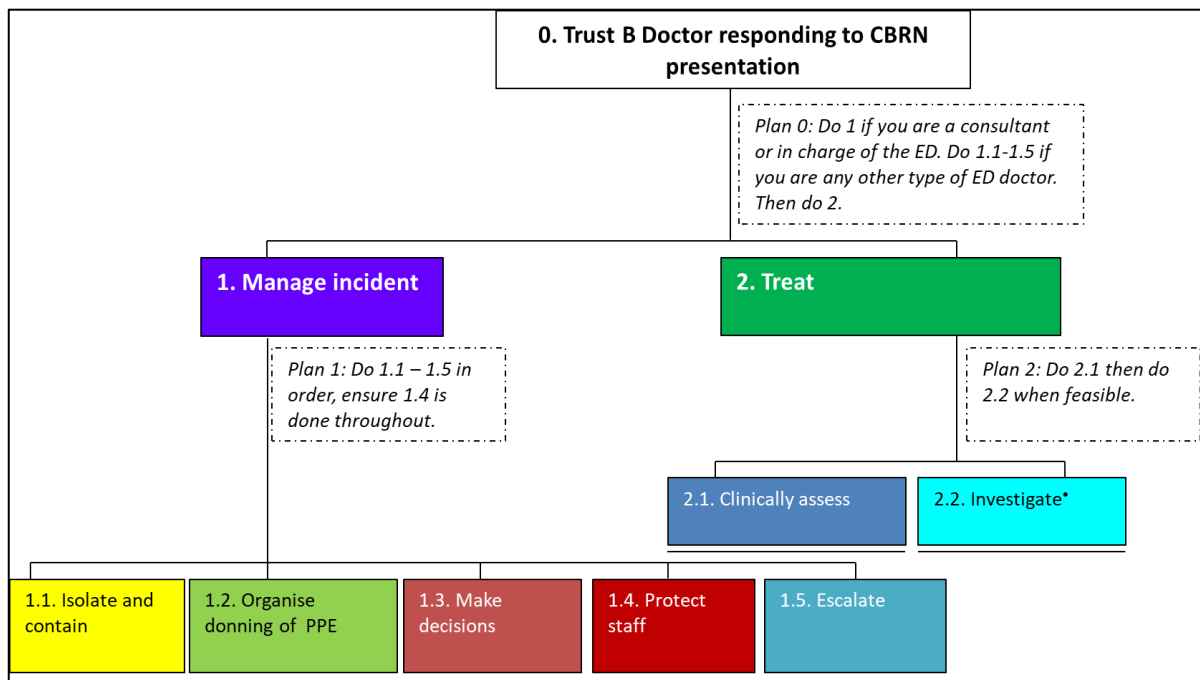 0. Trust B Doctor responding to CBRN
presentation
Plan 0: Do 1 if you are a consultant
or in charge of the ED. Do 1.1-1.5 if
you are any other type of ED doctor.
Then do 2.
1. Manage incident
2. Treat
Plan 1: Do 1.1 – 1.5 in
order, ensure 1.4 is
done throughout.
Plan 2: Do 2.1 then do
2.2 when feasible.
2.1. Clinically assess
2.2. Investigate•
1.1. Isolate and
contain
1.2. Organise
donning of PPE
1.3. Make
decisions
1.4. Protect
staff
1.5. Escalate